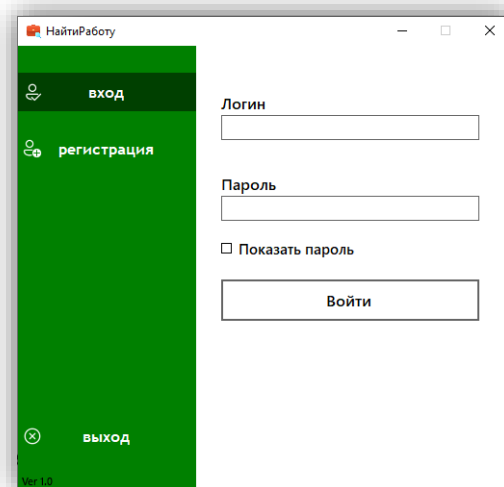 НайтиРаботу
вход
регистрация
выход
Ver 1.0
Логин
Пароль
Показать пароль
Войти